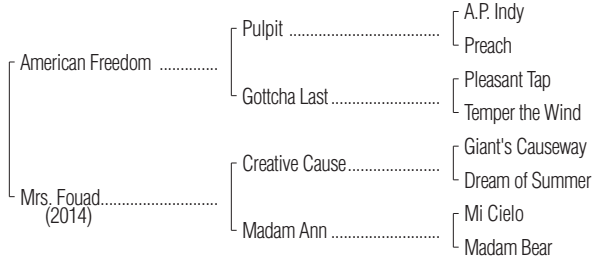 A.P. Indy
Pulpit ........................................
Preach
American Freedom ...............
Pleasant Tap
Gottcha Last.............................
Temper the Wind
Giant's Causeway
Creative Cause........................
Dream of Summer
Mrs. Fouad..............................
(2014)
Mi Cielo
Madam Ann .............................
Madam Bear